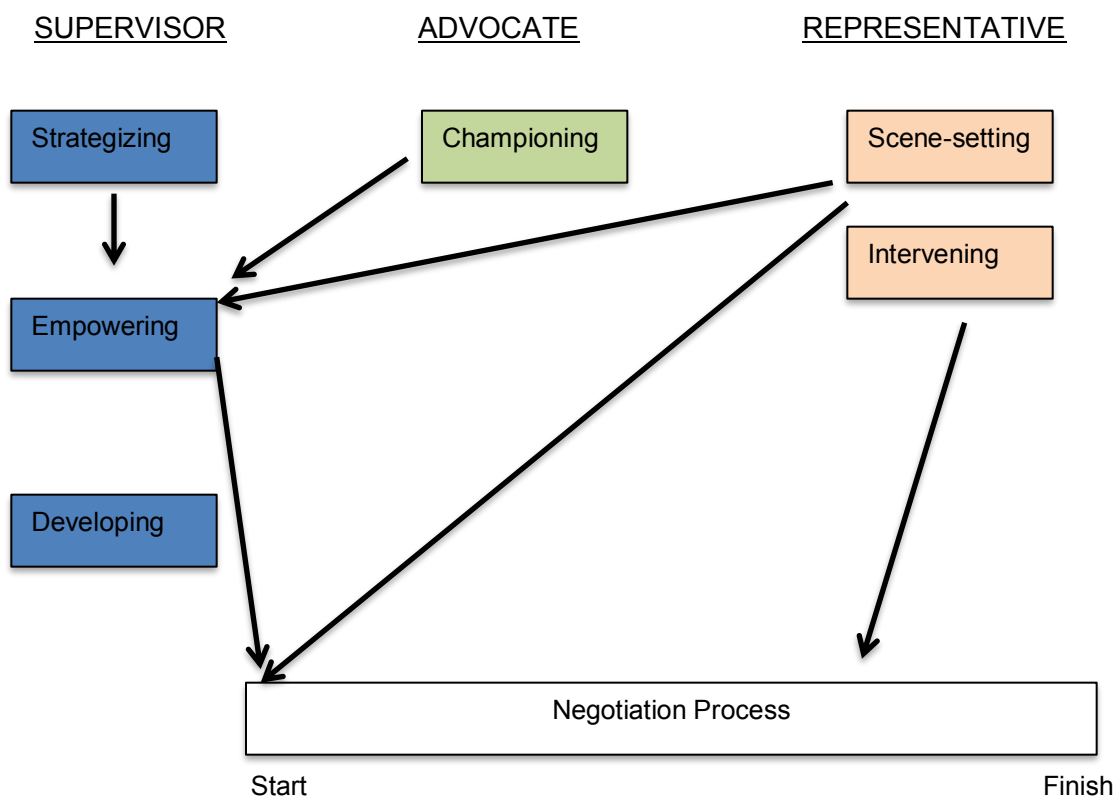 SUPERVISOR
ADVOCATE
REPRESENTATIVE
Strategizing
Championing
Scene-setting
Intervening
Empowering
Developing
Negotiation Process
Start
Finish